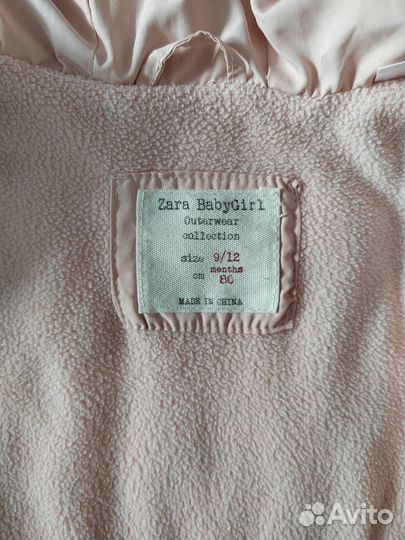 Zara BabyGirl
Outerwear
collection
size 9/12
months
cm 80
MADE IN CHINA
Avito